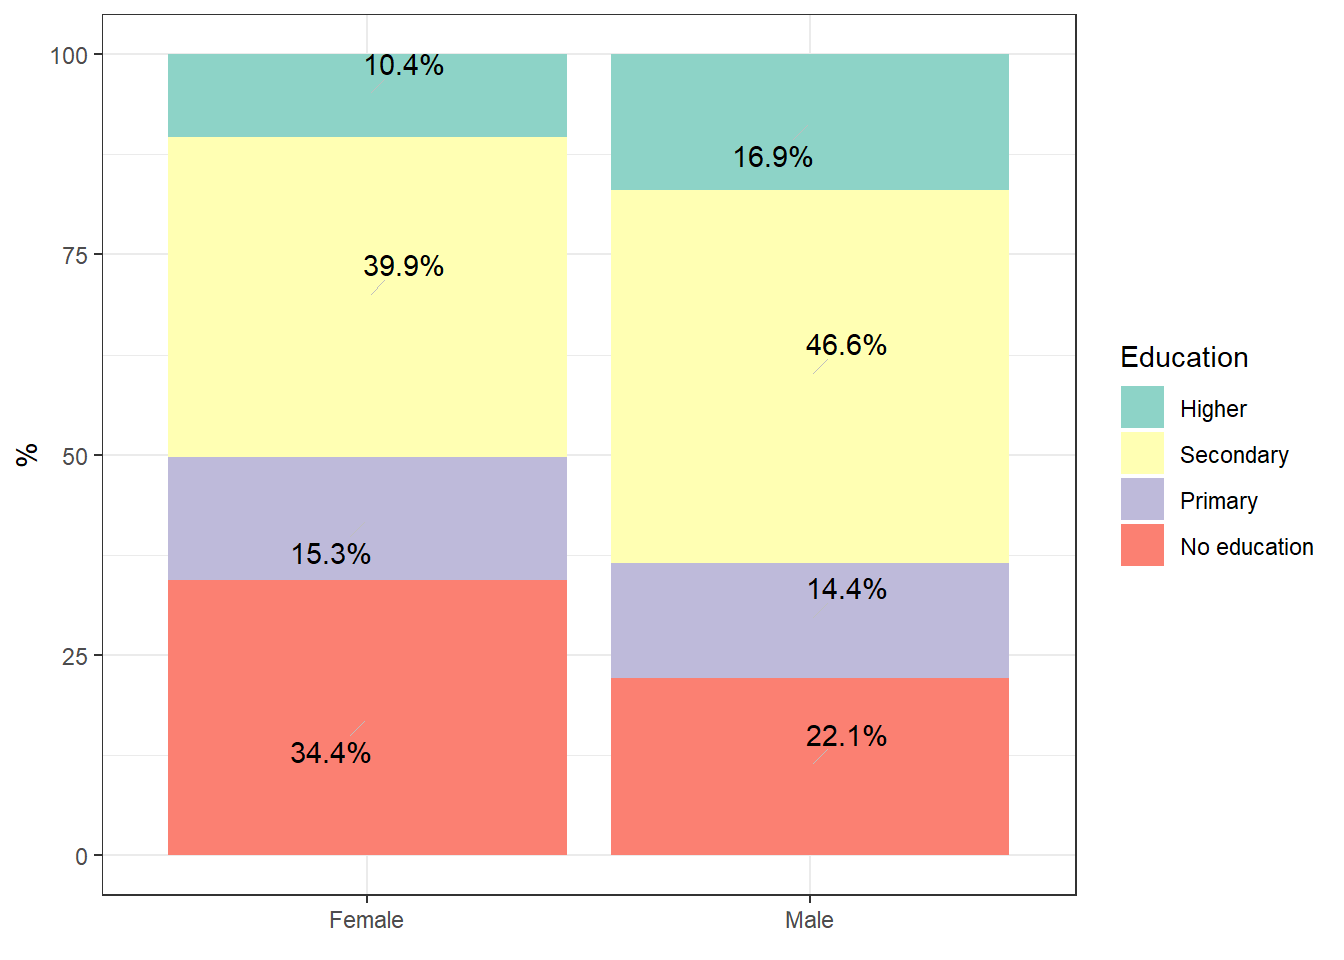 100
75
50
25
0
%
10.4%
39.9%
15.3%
34.4%
16.9%
46.6%
14.4%
22.1%
Female
Male
Education
Higher
Secondary
Primary
No education